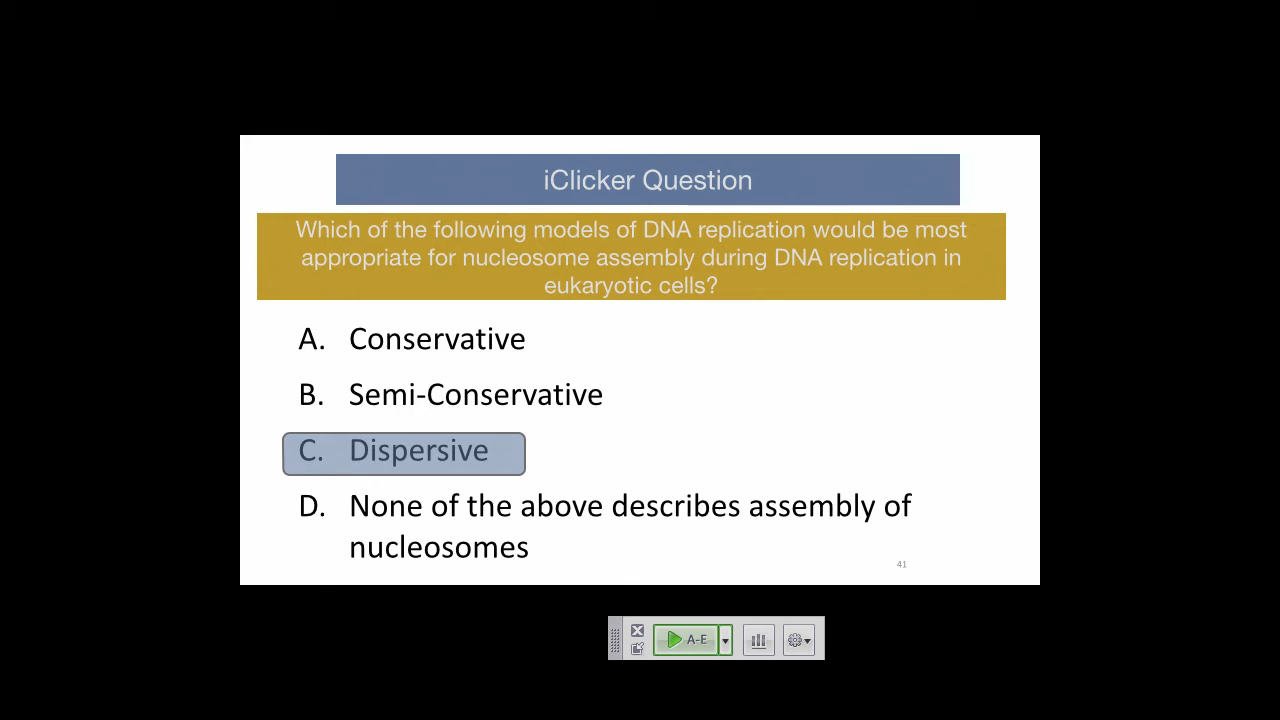 iClicker Question
Which of the following models of DNA replication would be most
appropriate for nucleosome assembly during DNA replication in
eukaryotic cells?
A. Conservative
B. Semi-Conservative
C. Dispersive
D. None of the above describes assembly of
nucleosomes
41
A-E